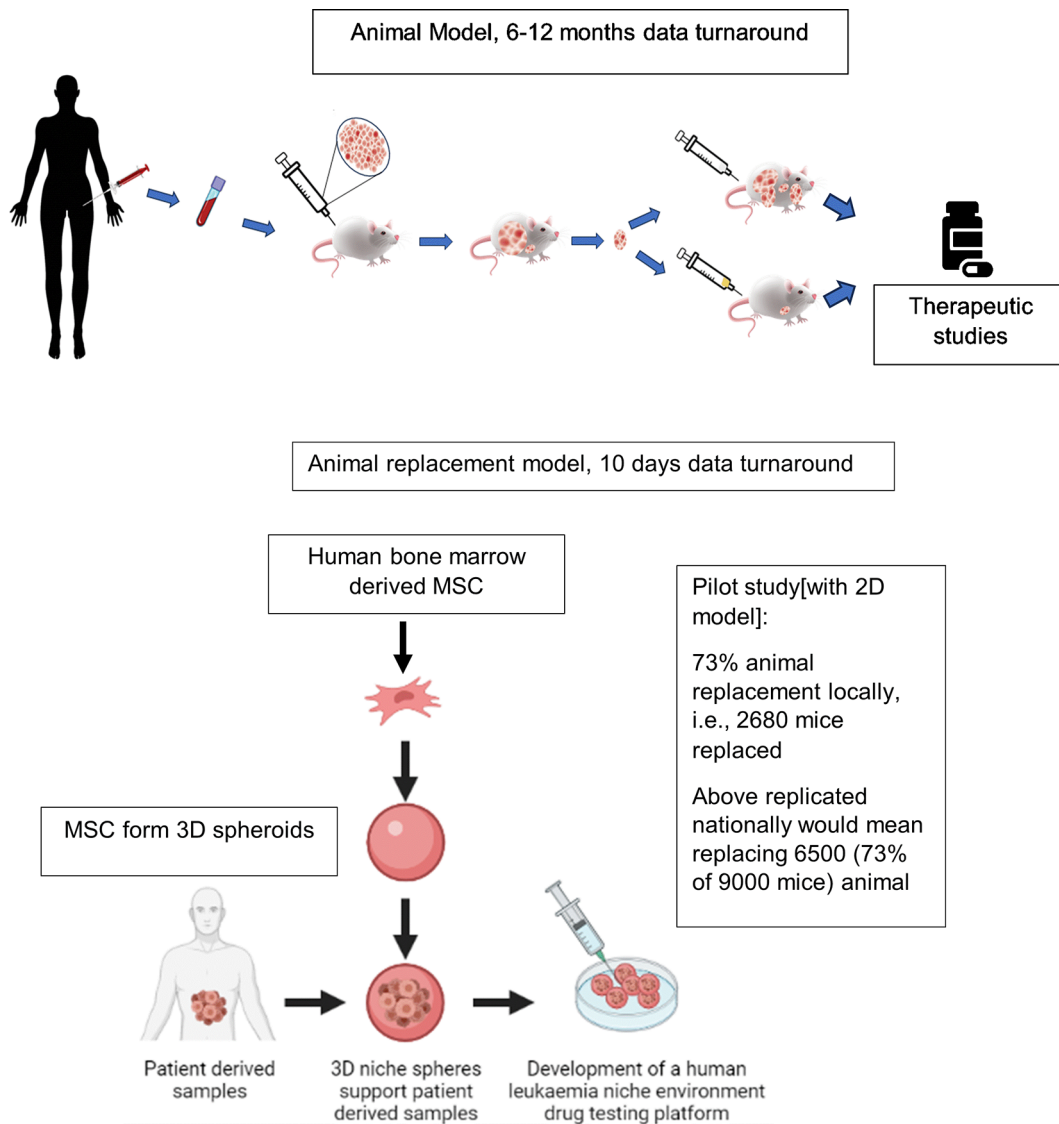 Animal Model, 6-12 months data turnaround
Therapeutic
studies
Animal replacement model, 10 days data turnaround
Human bone marrow
derived MSC
Pilot study[with 2D
model]:
73% animal
replacement locally,
i.e., 2680 mice
replaced
Above replicated
nationally would mean
replacing 6500 (73%
of 9000 mice) animal
MSC form 3D spheroids
Patient derived
samples
3D niche spheres
support patient
derived samples
Development of a human
leukaemia niche environment
drug testing platform